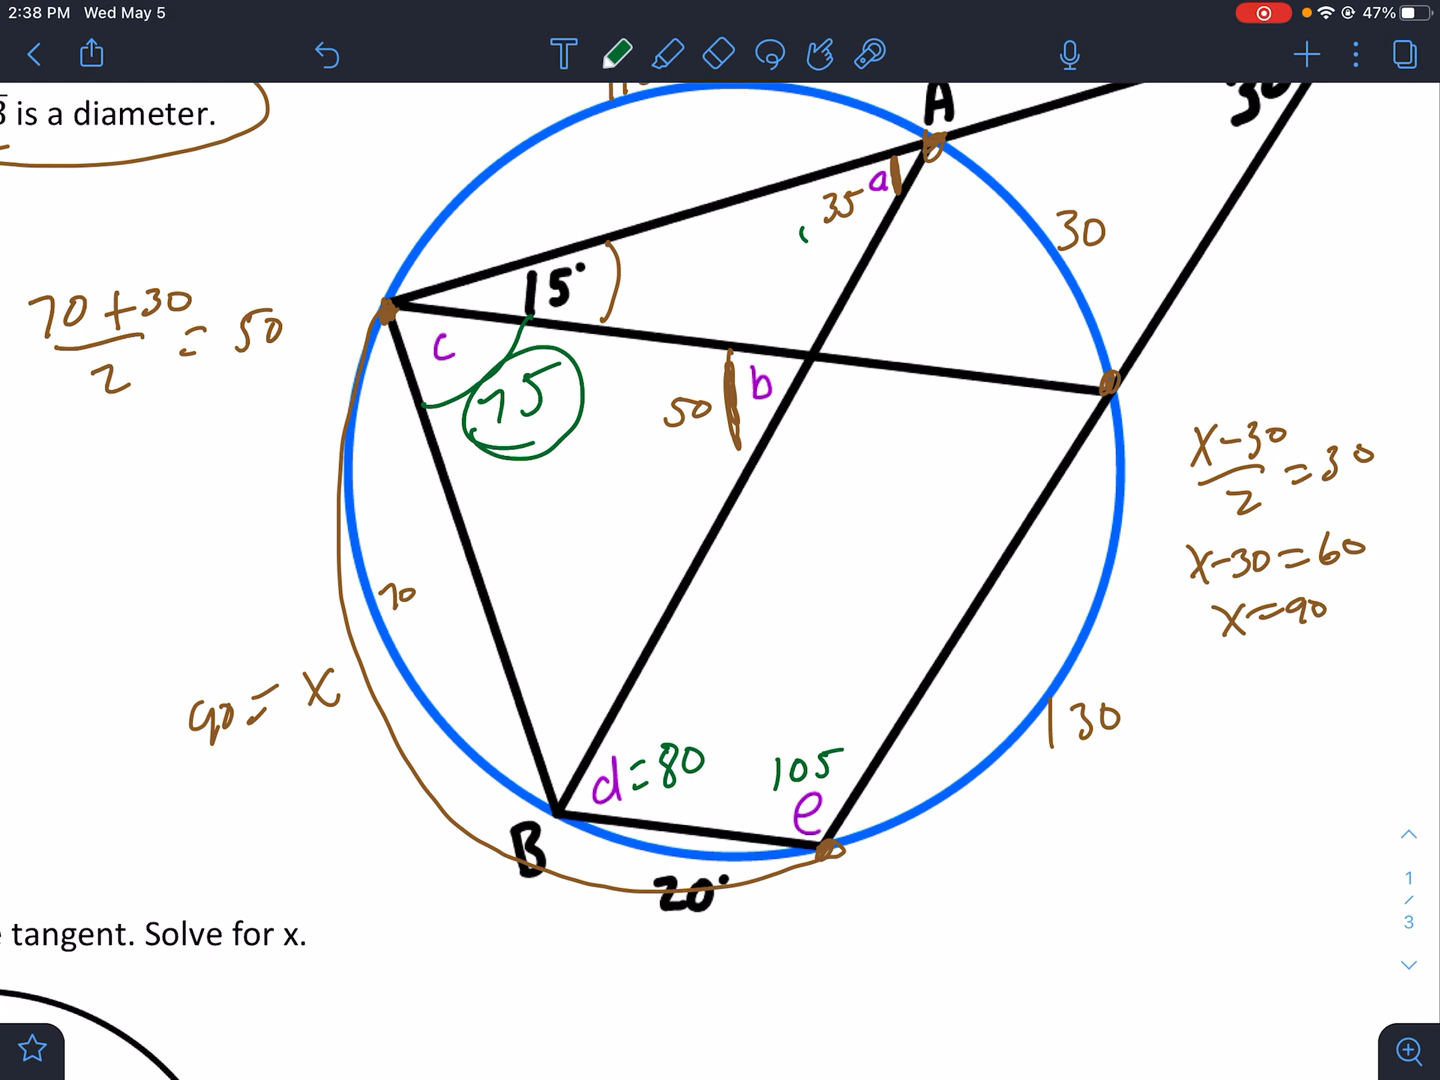 2:38 PM Wed May 5
47%
T
is a diameter.
A
30
a
35
30
15°
70 + 30
2
= 50
c
75
50
b
x-30
2
= 30
x-30 = 60
x = 90
70
90 = x
130
d = 80
105
e
B
20°
tangent. Solve for x.
1
/
3